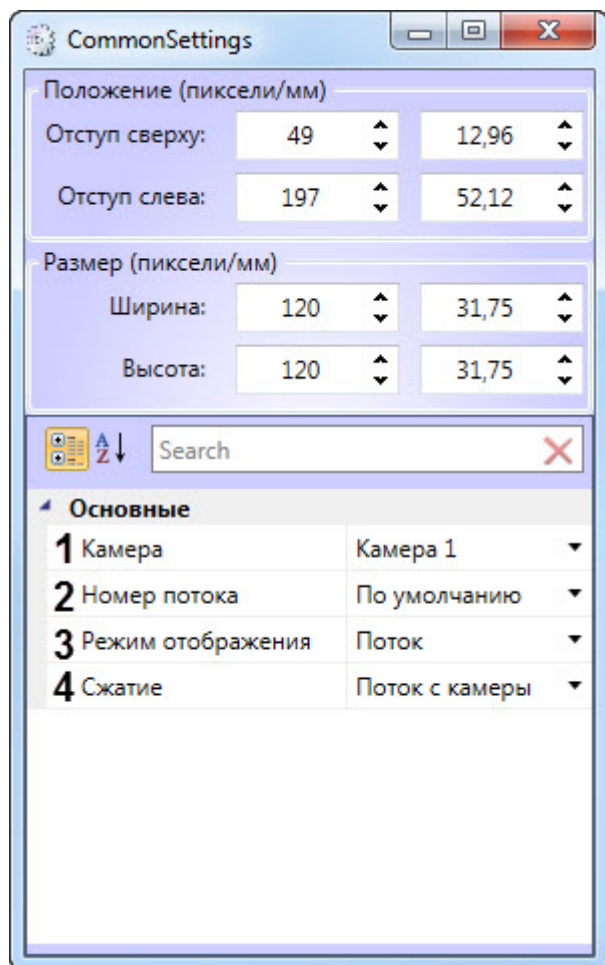 CommonSettings
Положение (пиксели/мм)
Отступ сверху: 49 12,96
Отступ слева: 197 52,12
Размер (пиксели/мм)
Ширина: 120 31,75
Высота: 120 31,75
A Z Search
Основные
1 Камера Камера 1
2 Номер потока По умолчанию
3 Режим отображения Поток
4 Сжатие Поток с камеры